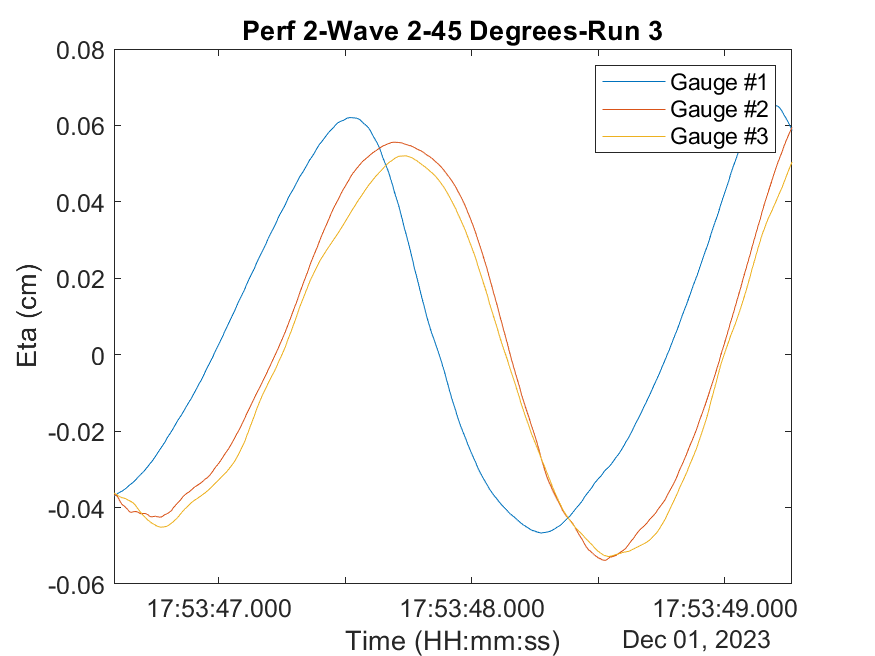 Perf 2-Wave 2-45 Degrees-Run 3
0.08
0.06
0.04
0.02
0
-0.02
-0.04
-0.06
Eta (cm)
Gauge #1
Gauge #2
Gauge #3
17:53:47.000 17:53:48.000 17:53:49.000
Time (HH:mm:ss) Dec 01, 2023